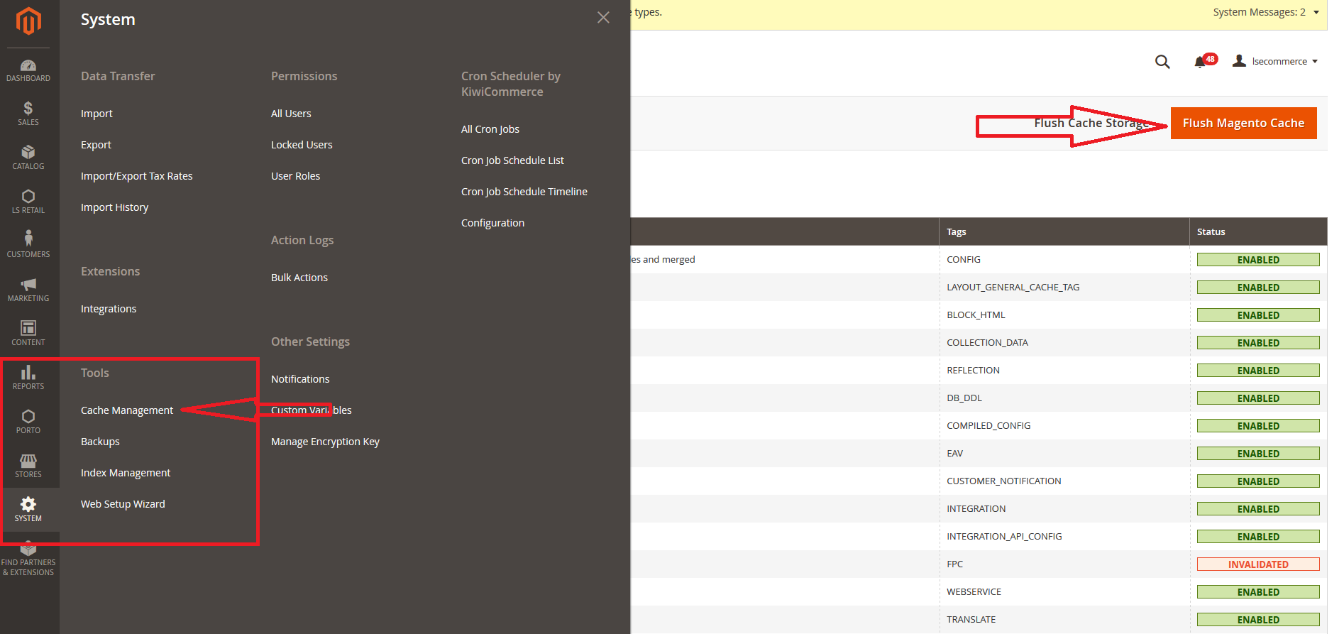 DASHBOARD
SALES
CATALOG
LS RETAIL
CUSTOMERS
MARKETING
CONTENT
REPORTS
PORTO
STORES
SYSTEM
FIND PARTNERS
& EXTENSIONS
System
Data Transfer
Import
Export
Import/Export Tax Rates
Import History
Extensions
Integrations
Tools
Cache Management
Backups
Index Management
Web Setup Wizard
Permissions
All Users
Locked Users
User Roles
Action Logs
Bulk Actions
Other Settings
Notifications
Custom Variables
Manage Encryption Key
Cron Scheduler by
KiwiCommerce
All Cron Jobs
Cron Job Schedule List
Cron Job Schedule Timeline
Configuration
types.
System Messages: 2
48
lsecommerce
Flush Cache Storage
Flush Magento Cache
Tags Status
and merged CONFIG ENABLED
LAYOUT_GENERAL_CACHE_TAG ENABLED
BLOCK_HTML ENABLED
COLLECTION_DATA ENABLED
REFLECTION ENABLED
DB_DDL ENABLED
COMPILED_CONFIG ENABLED
EAV ENABLED
CUSTOMER_NOTIFICATION ENABLED
INTEGRATION ENABLED
INTEGRATION_API_CONFIG ENABLED
FPC INVALIDATED
WEBSERVICE ENABLED
TRANSLATE ENABLED